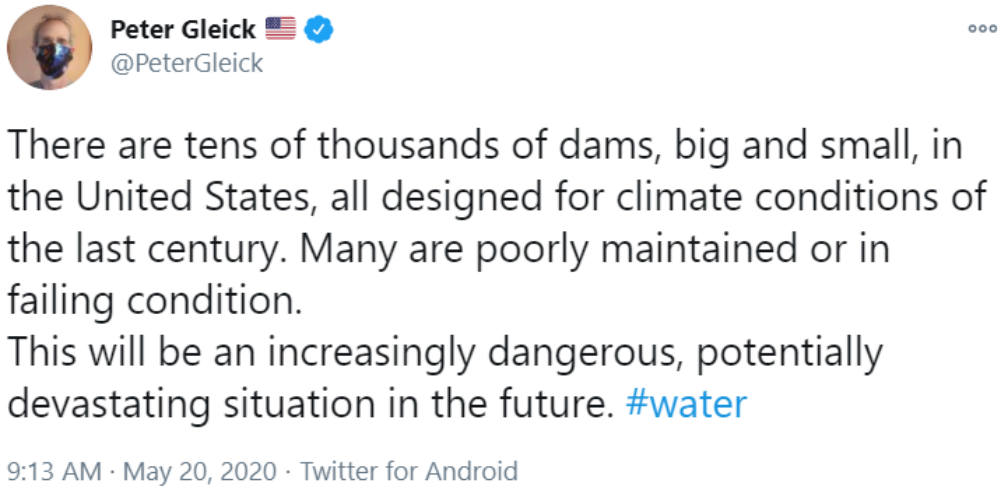 Peter Gleick 🇺🇸
@PeterGleick
There are tens of thousands of dams, big and small, in
the United States, all designed for climate conditions of
the last century. Many are poorly maintained or in
failing condition.
This will be an increasingly dangerous, potentially
devastating situation in the future. #water
9:13 AM · May 20, 2020 · Twitter for Android